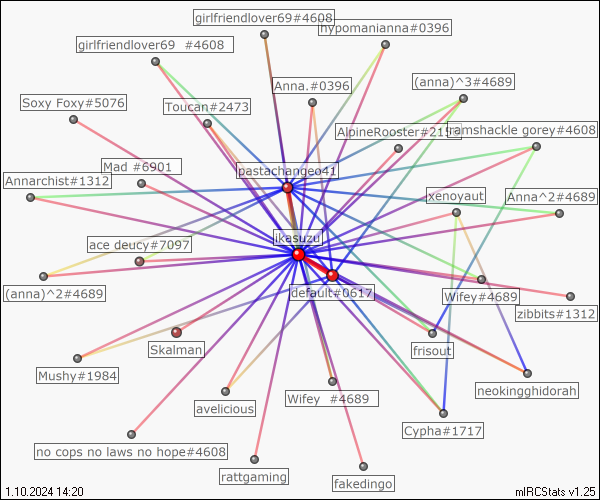 girlfriendlover69#4608
hypomanianna#0396
girlfriendlover69 #4608
Anna.#0396
(anna)^3#4689
Soxy Foxy#5076
Toucan#2473
AlpineRooster#215
ramshackle gorey#4608
Mad #6901
pastachangeo41
Annarchist#1312
xenoyaut
Anna^2#4689
ikasuzu
ace deucy#7097
(anna)^2#4689
default#0617
Wifey#4689
zibbits#1312
Skalman
frisout
Mushy#1984
neokingghidorah
Wifey #4689
avelicious
Cypha#1717
no cops no laws no hope#4608
rattgaming
fakedingo
1.10.2024 14:20
mIRCStats v1.25